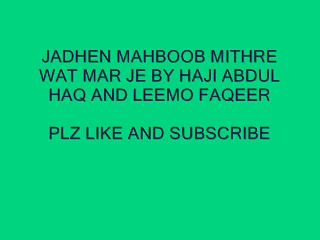 JADHEN MAHBOOB MITHRE
WAT MAR JE BY HAJI ABDUL
HAQ AND LEEMO FAQEER
PLZ LIKE AND SUBSCRIBE